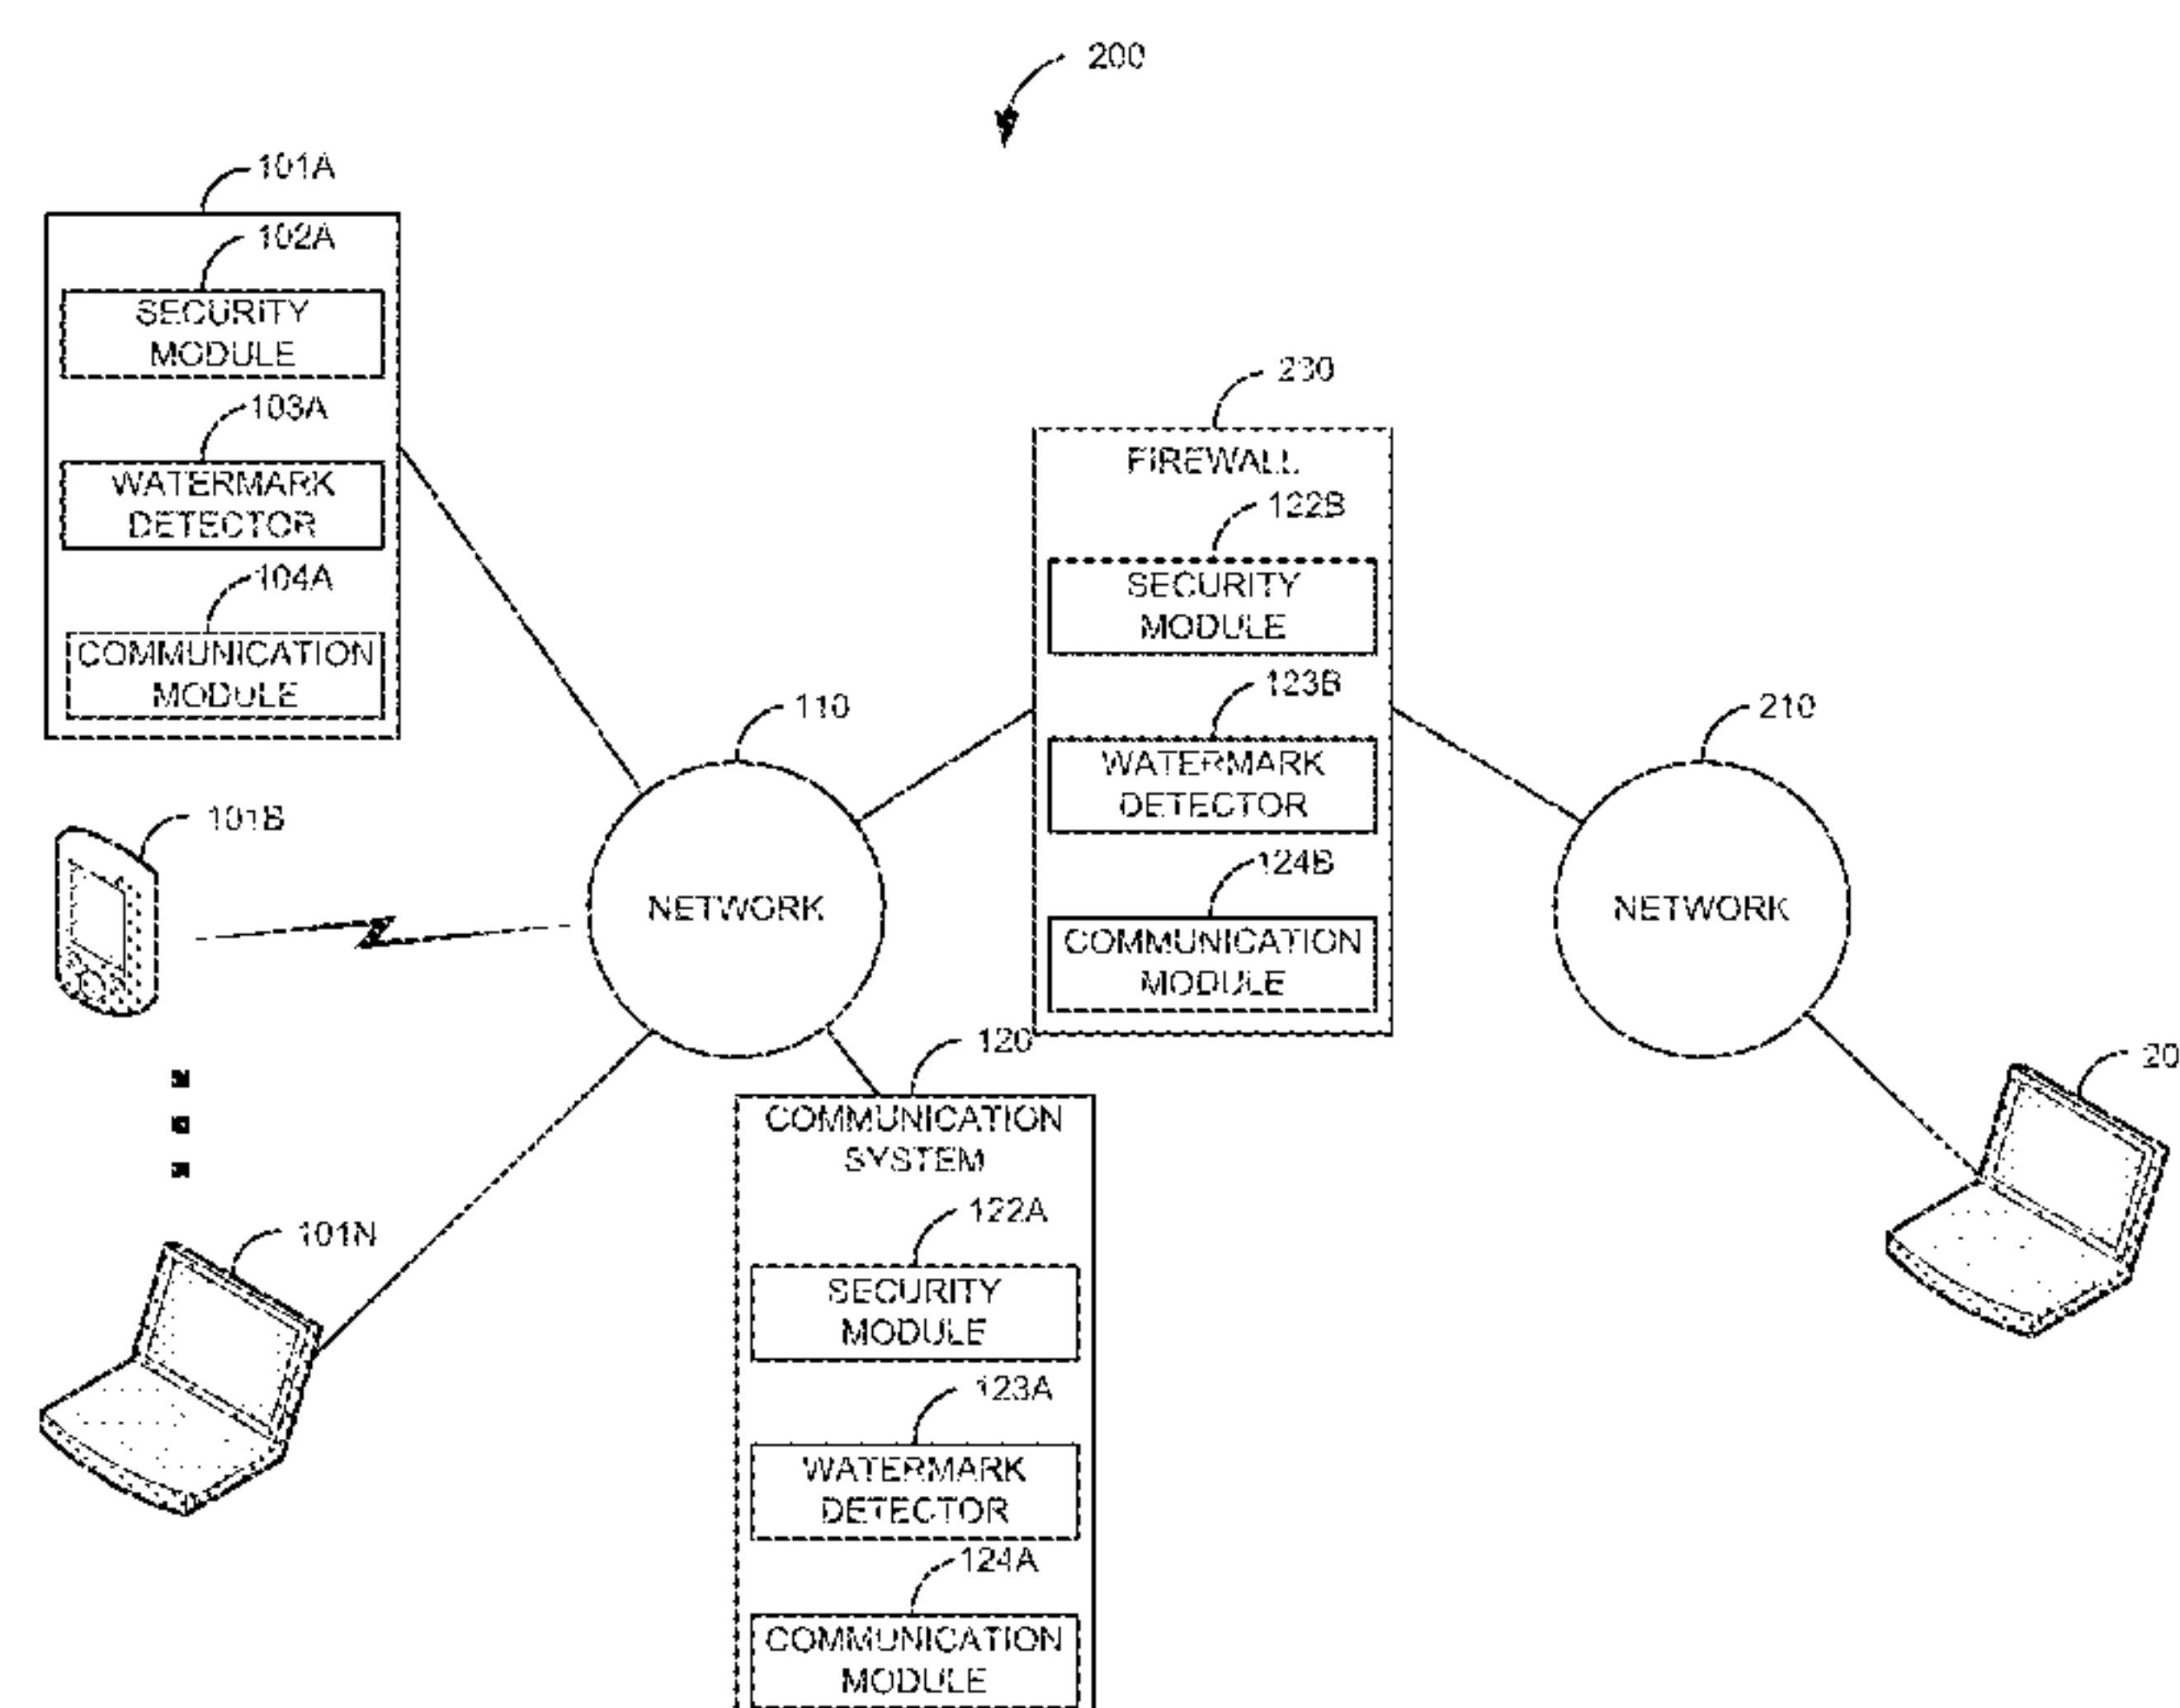 200
101A
102A
SECURITY
MODULE
103A
WATERMARK
DETECTOR
104A
COMMUNICATION
MODULE
230
FIREWALL
122B
SECURITY
MODULE
123B
WATERMARK
DETECTOR
124B
COMMUNICATION
MODULE
110
NETWORK
210
NETWORK
101B
120
COMMUNICATION
SYSTEM
122A
SECURITY
MODULE
123A
WATERMARK
DETECTOR
124A
COMMUNICATION
MODULE
101N
20